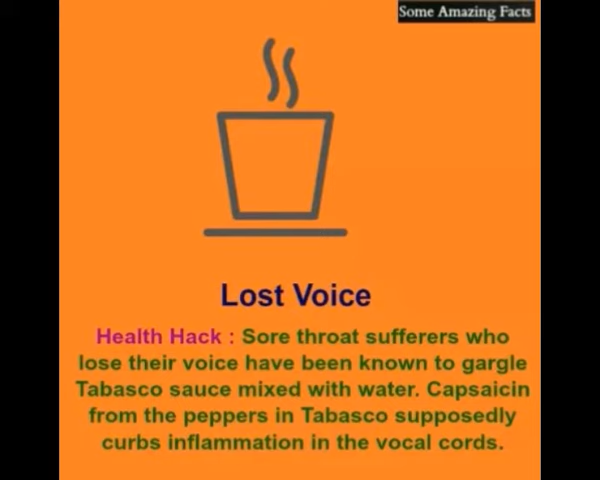 Some Amazing Facts
Lost Voice
Health Hack : Sore throat sufferers who
lose their voice have been known to gargle
Tabasco sauce mixed with water. Capsaicin
from the peppers in Tabasco supposedly
curbs inflammation in the vocal cords.